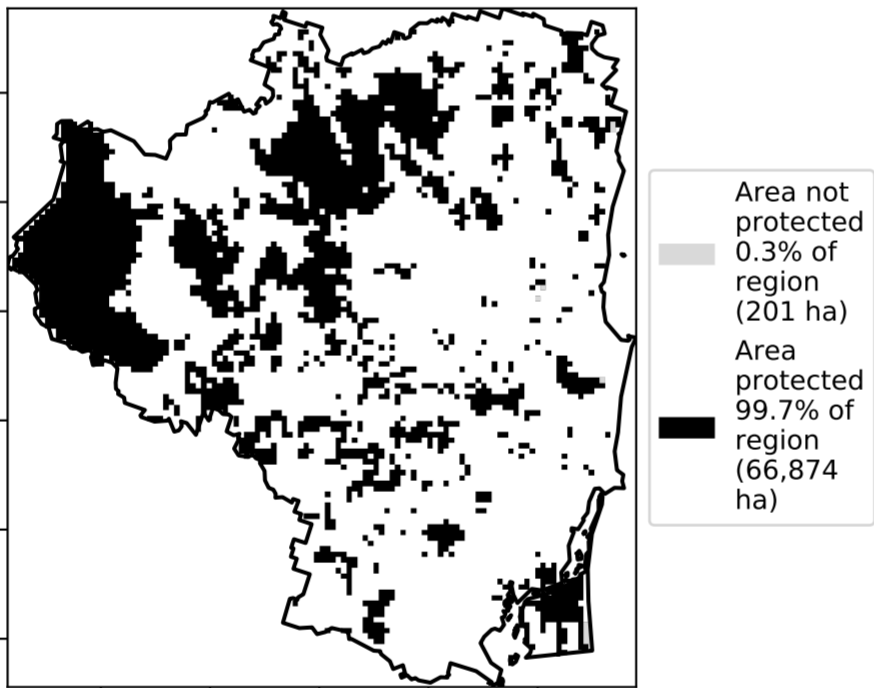 Area not
protected
0.3% of
region
(201 ha)
Area
protected
99.7% of
region
(66,874
ha)